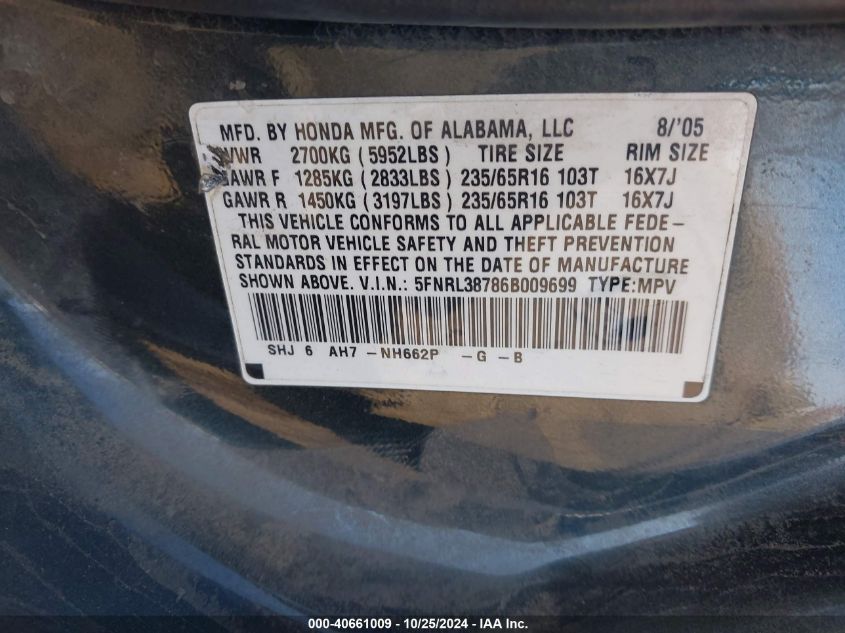 MFD. BY HONDA MFG. OF ALABAMA, LLC 8/'05
VWR 2700KG (5952LBS) TIRE SIZE RIM SIZE
GAWR F 1285KG (2833LBS) 235/65R16 103T 16X7J
GAWR R 1450KG (3197LBS) 235/65R16 103T 16X7J
THIS VEHICLE CONFORMS TO ALL APPLICABLE FEDE-
RAL MOTOR VEHICLE SAFETY AND THEFT PREVENTION
STANDARDS IN EFFECT ON THE DATE OF MANUFACTURE
SHOWN ABOVE. V.I.N.: 5FNRL38786B009699 TYPE:MPV
SHJ 6 AH7 -NH662P -G -B
000-40661009 - 10/25/2024 - IAA Inc.